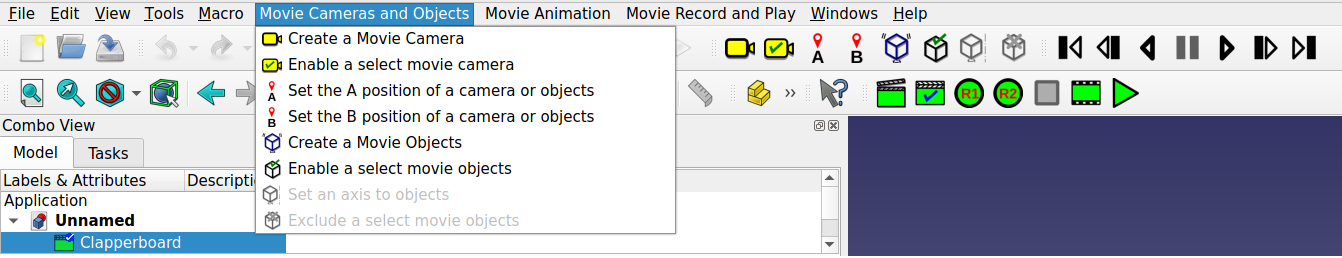 File Edit View Tools Macro Movie Cameras and Objects Movie Animation Movie Record and Play Windows Help
Create a Movie Camera
Enable a select movie camera
Set the A position of a camera or objects
Set the B position of a camera or objects
Create a Movie Objects
Enable a select movie objects
Set an axis to objects
Exclude a select movie objects
A B
R1 R2
Combo View
Model Tasks
Labels & Attributes Descripti
Application
Unnamed
Clapperboard